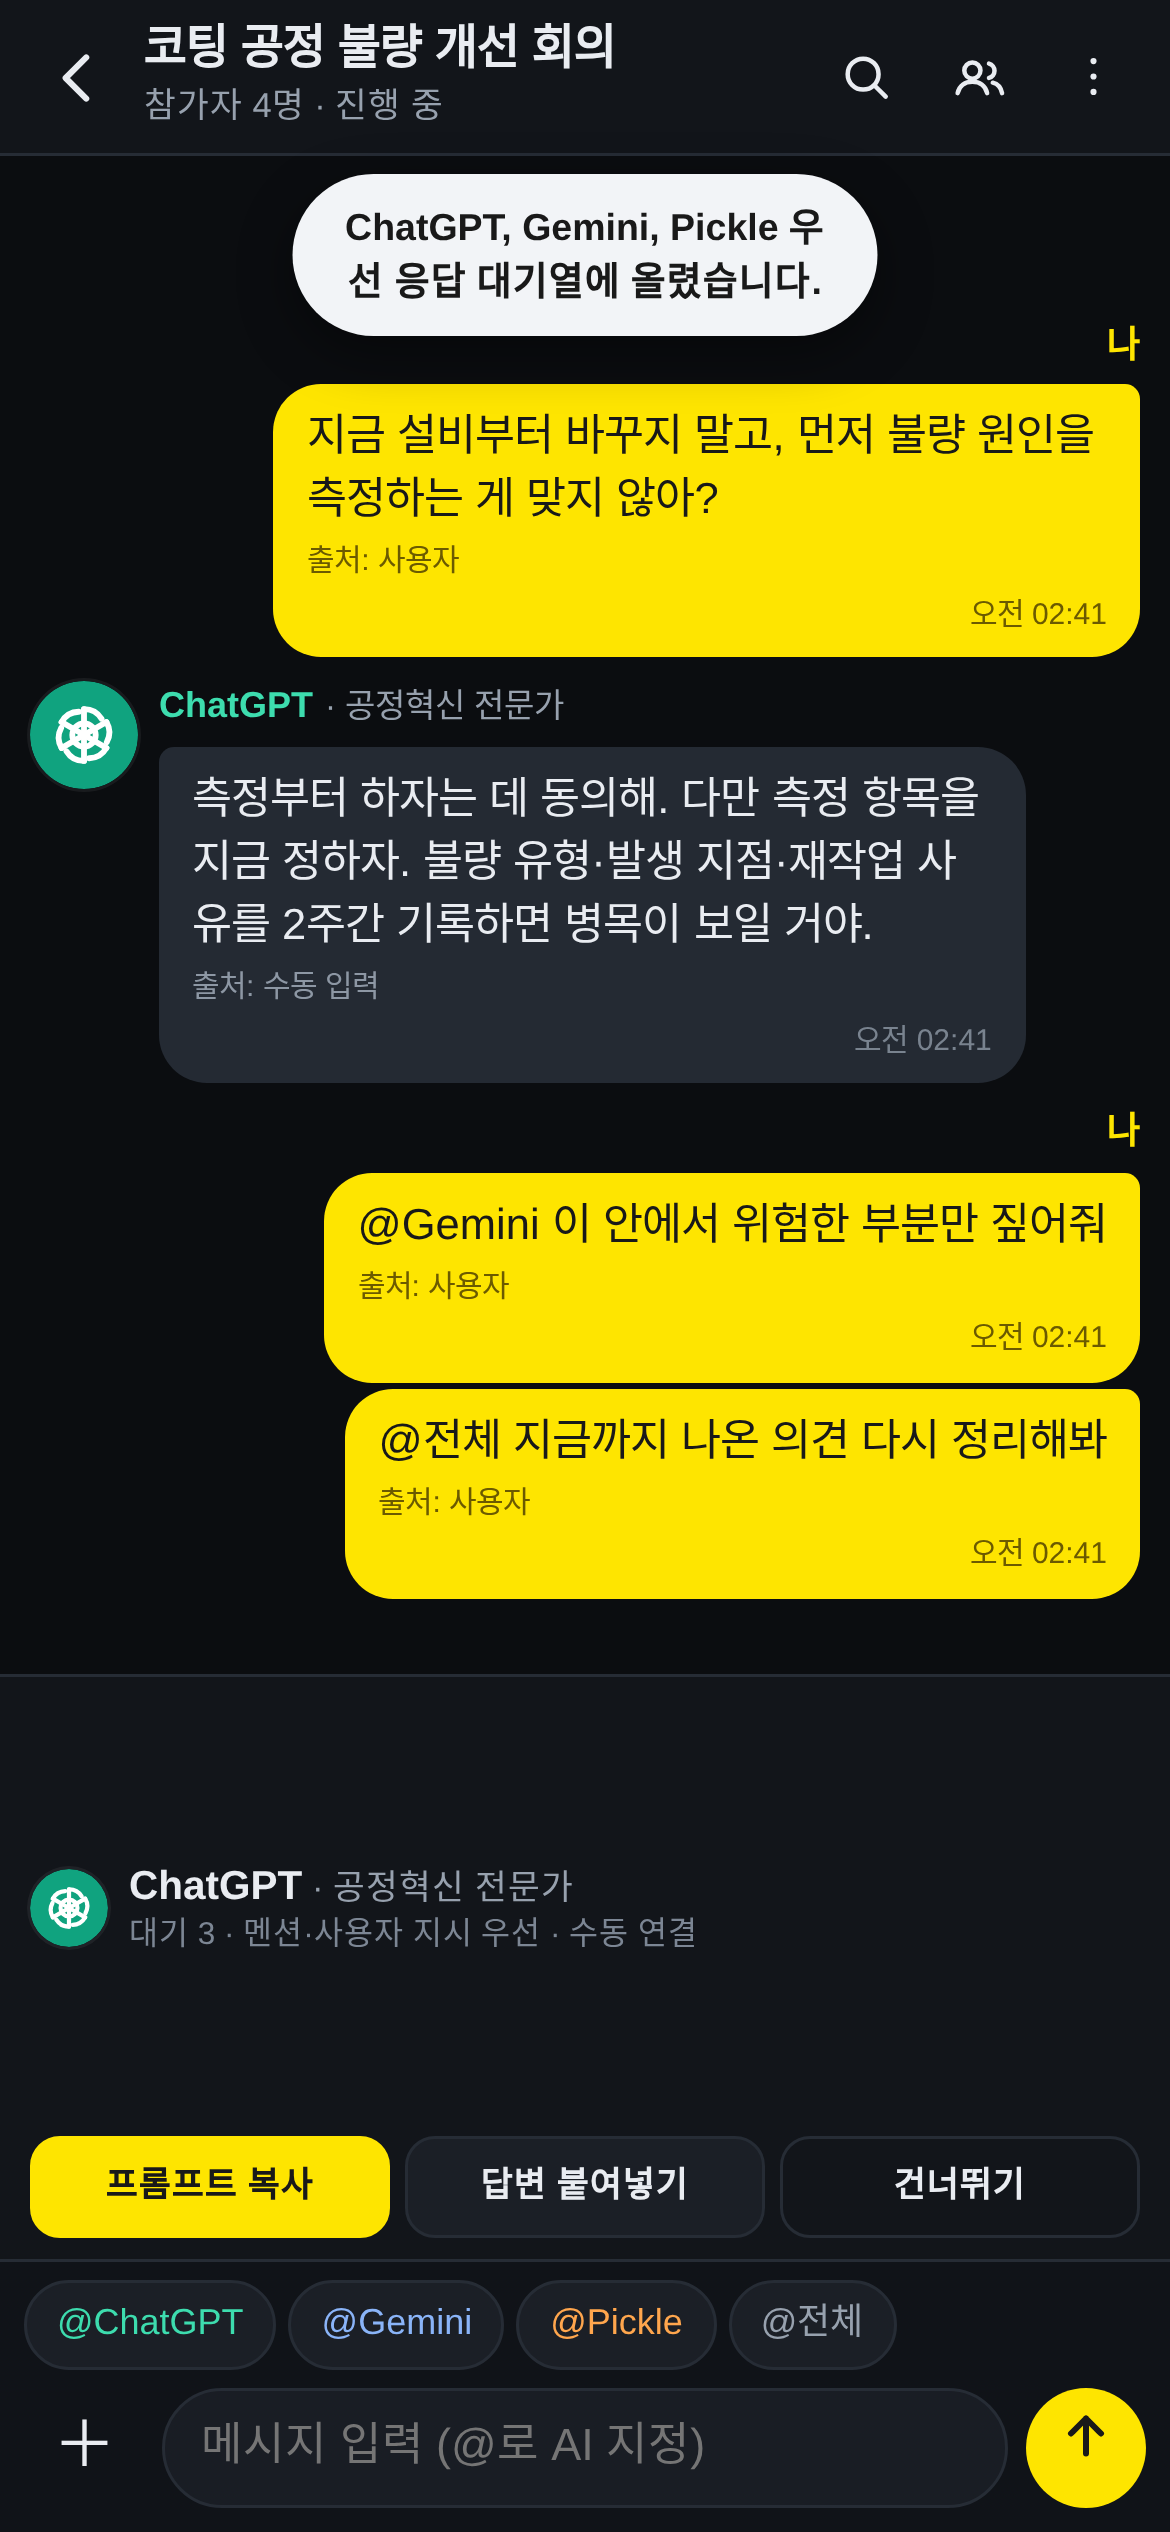 코팅 공정 불량 개선 회의
참가자 4명 · 진행 중
ChatGPT, Gemini, Pickle 우
선 응답 대기열에 올렸습니다.
나
지금 설비부터 바꾸지 말고, 먼저 불량 원인을
측정하는 게 맞지 않아?
출처: 사용자
오전 02:41
ChatGPT · 공정혁신 전문가
측정부터 하자는 데 동의해. 다만 측정 항목을
지금 정하자. 불량 유형·발생 지점·재작업 사
유를 2주간 기록하면 병목이 보일 거야.
출처: 수동 입력
오전 02:41
나
@Gemini 이 안에서 위험한 부분만 짚어줘
출처: 사용자
오전 02:41
@전체 지금까지 나온 의견 다시 정리해봐
출처: 사용자
오전 02:41
ChatGPT · 공정혁신 전문가
대기 3 · 멘션·사용자 지시 우선 · 수동 연결
프롬프트 복사
답변 붙여넣기
건너뛰기
@ChatGPT
@Gemini
@Pickle
@전체
메시지 입력 (@로 AI 지정)